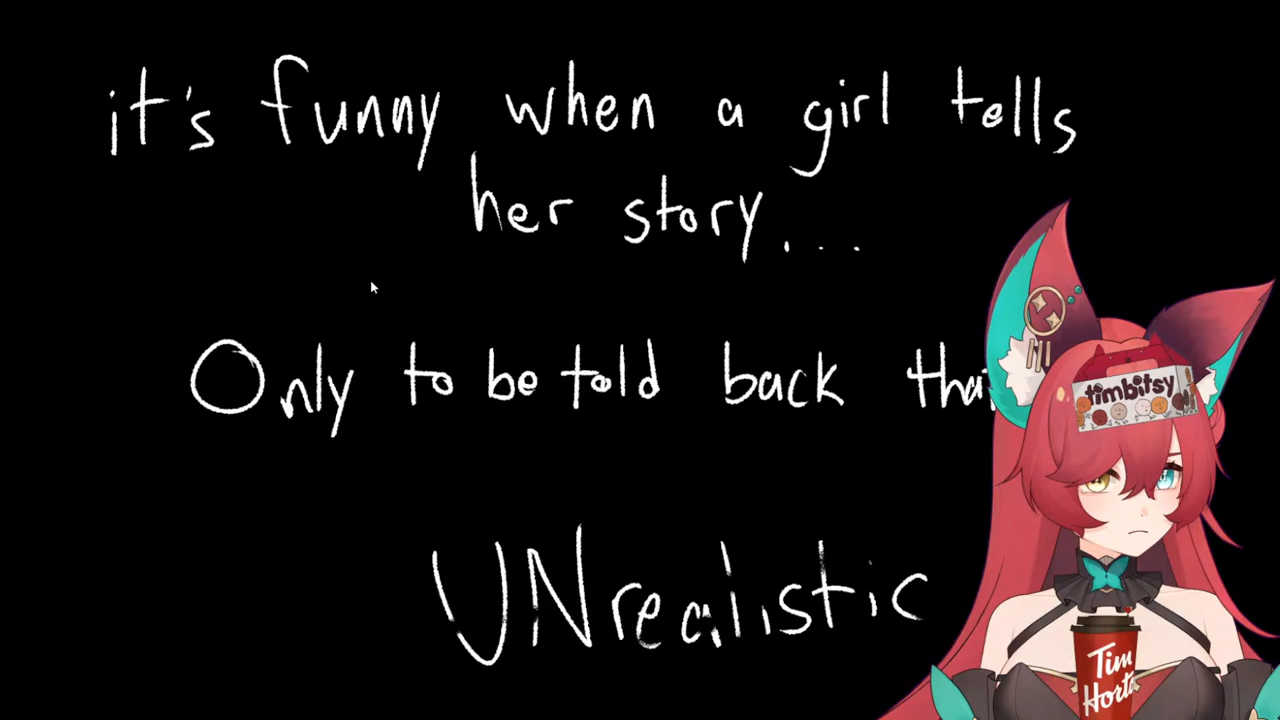 it's funny when a girl tells
her story...
Only to be told back
UNrealistic
timbitsy
Tim